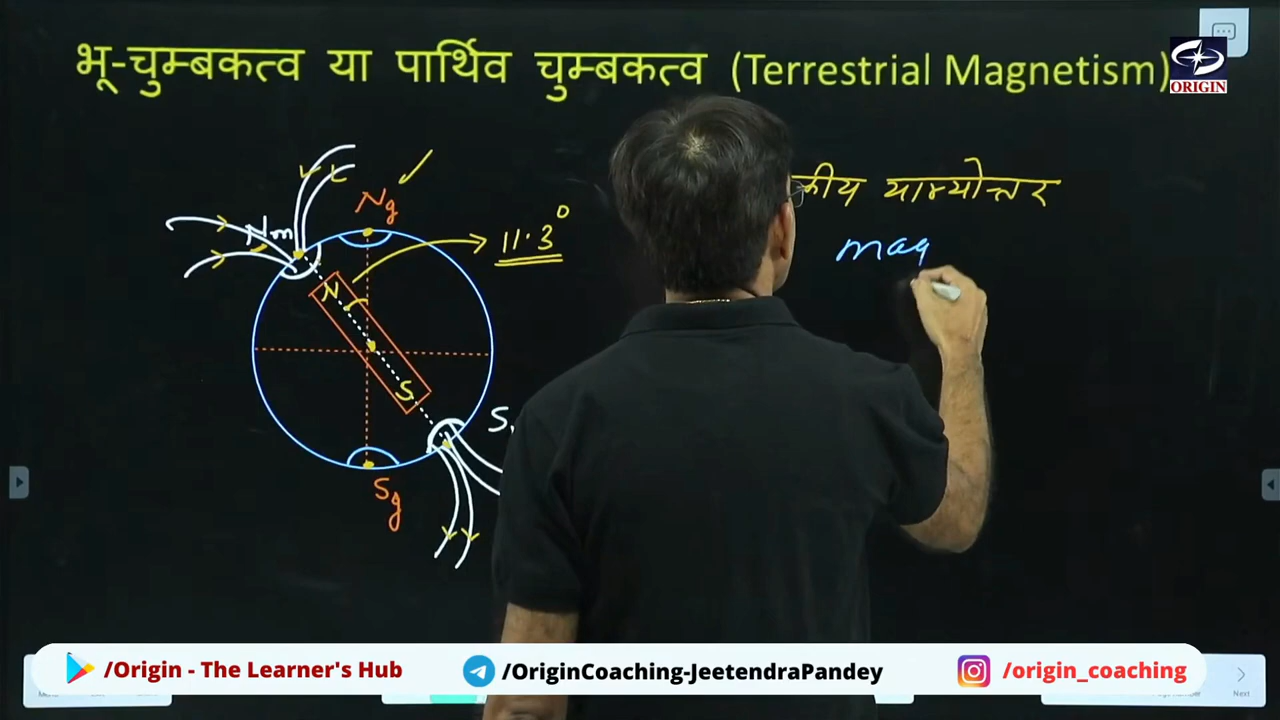 भू-चुम्बकत्व या पार्थिव चुम्बकत्व (Terrestrial Magnetism)
ORIGIN
कीय याम्योत्तर
Ng
Nm
11.3°
mag
N
S
S
Sg
/Origin - The Learner's Hub
/OriginCoaching-JeetendraPandey
/origin_coaching
Next